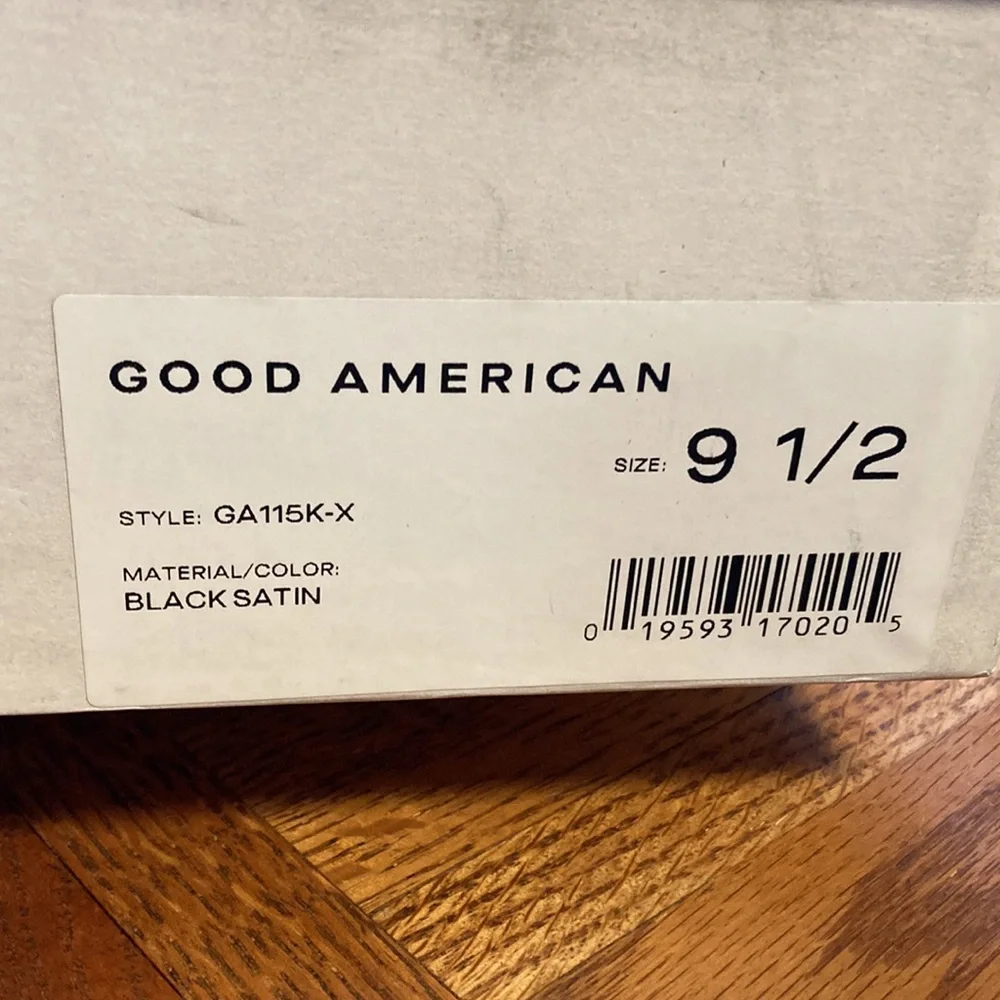 GOOD AMERICAN
SIZE: 9 1/2
STYLE: GA115K-X
MATERIAL/COLOR:
BLACK SATIN
0 19593 17020 5